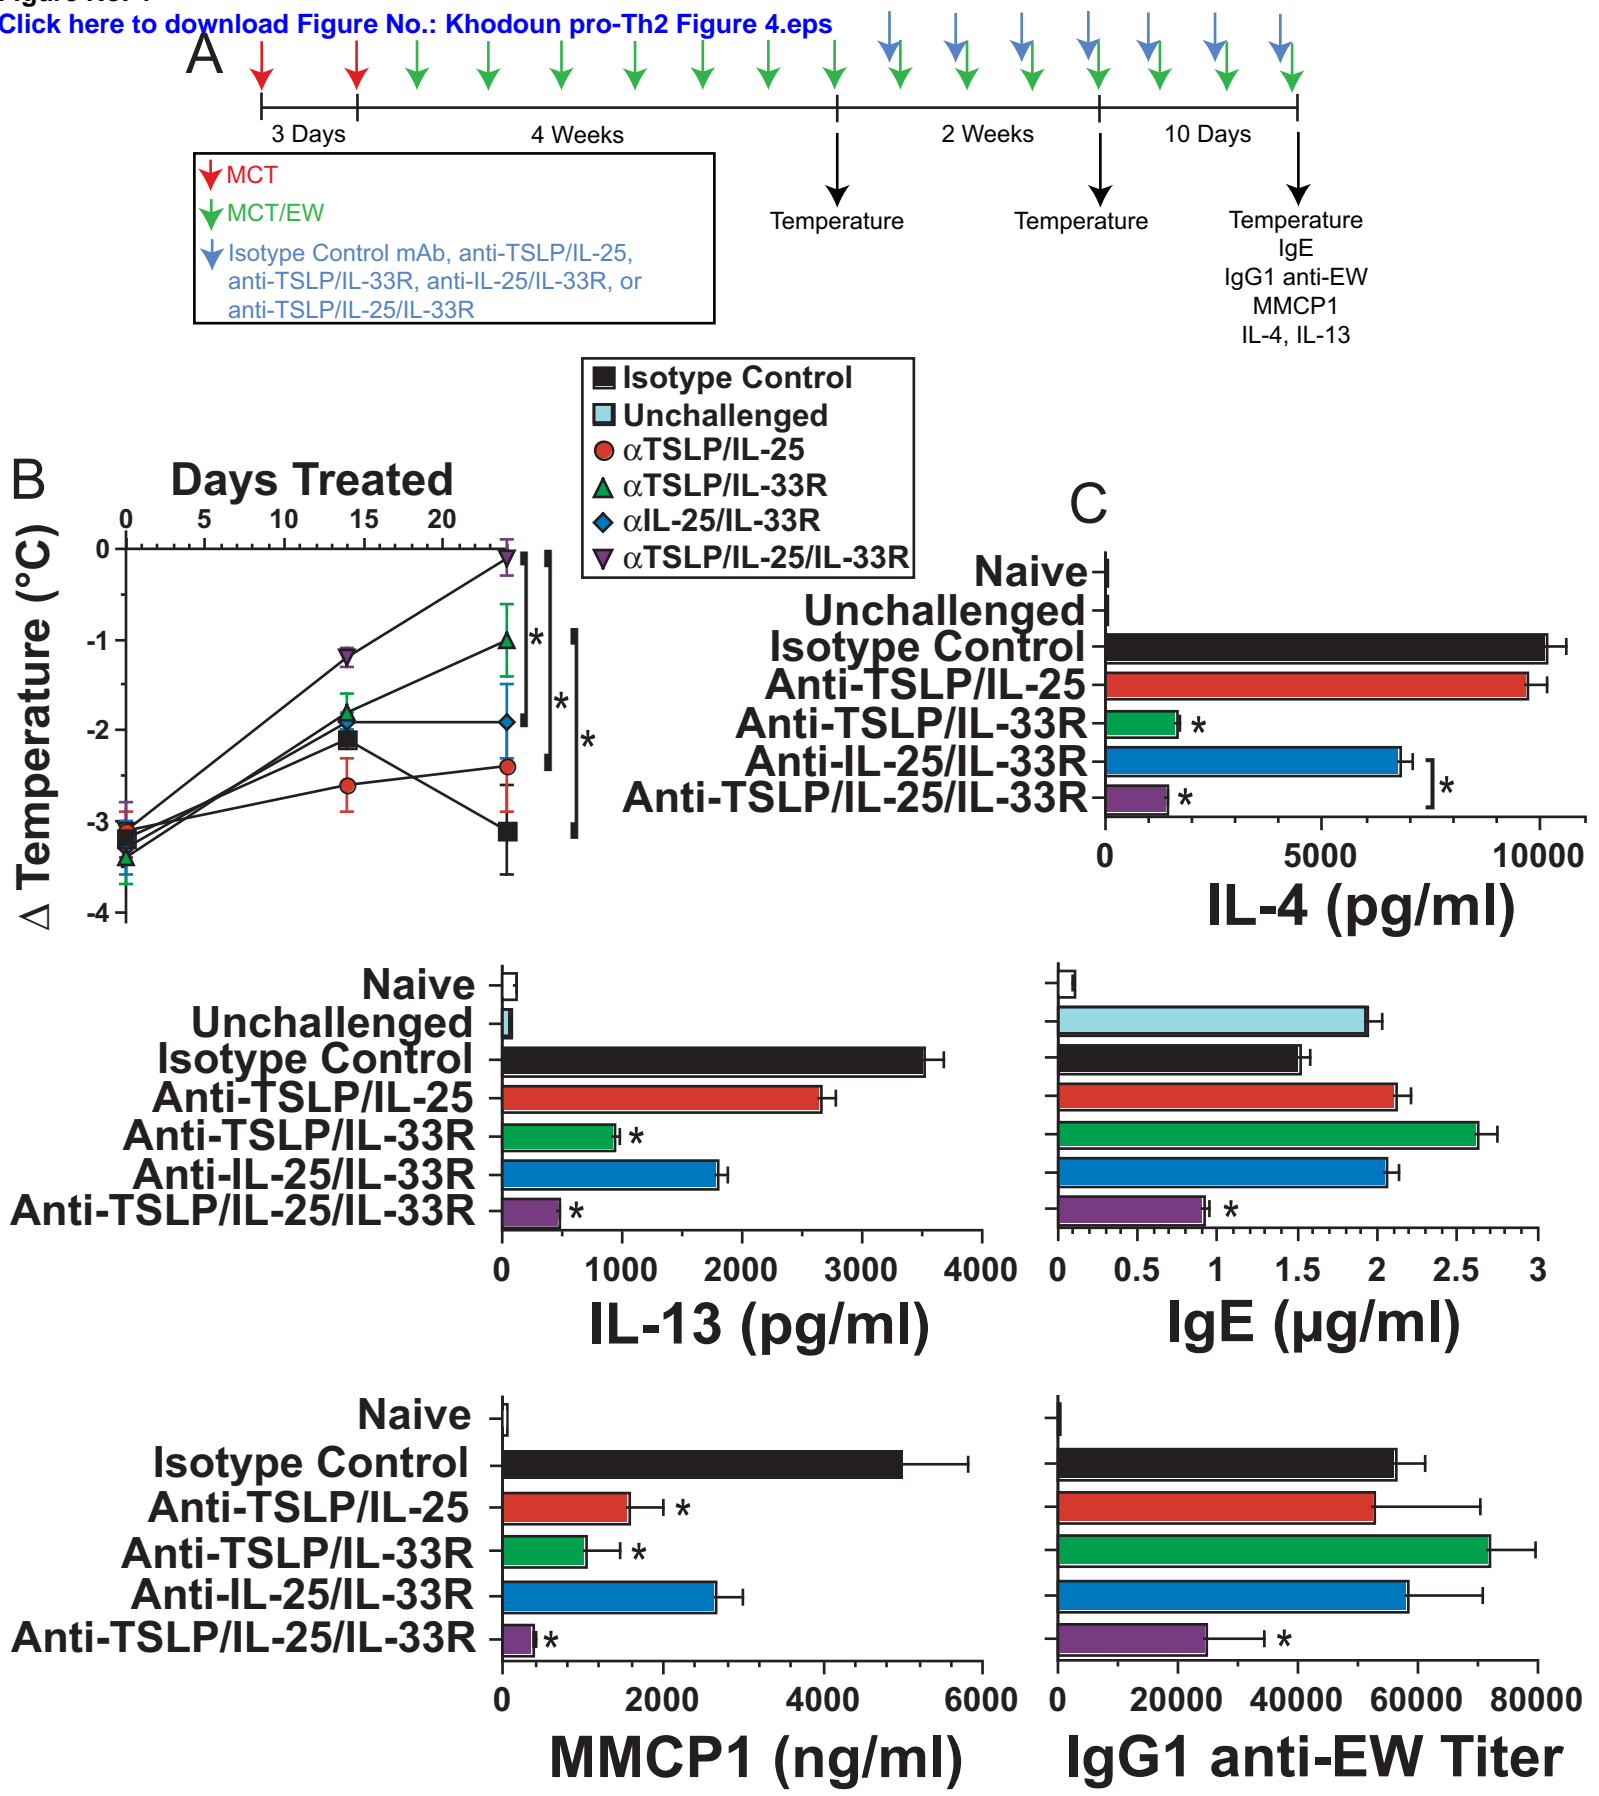 Click here to download Figure No.: Khodoun pro-Th2 Figure 4.eps
A
3 Days
4 Weeks
2 Weeks
10 Days
MCT
MCT/EW
Isotype Control mAb, anti-TSLP/IL-25,
anti-TSLP/IL-33R, anti-IL-25/IL-33R, or
anti-TSLP/IL-25/IL-33R
Temperature
Temperature
Temperature
IgE
IgG1 anti-EW
MMCP1
IL-4, IL-13
Isotype Control
Unchallenged
αTSLP/IL-25
αTSLP/IL-33R
αIL-25/IL-33R
αTSLP/IL-25/IL-33R
B
Days Treated
0 5 10 15 20
Δ Temperature (°C)
0
-1
-2
-3
-4
*
*
*
C
Naive
Unchallenged
Isotype Control
Anti-TSLP/IL-25
Anti-TSLP/IL-33R *
Anti-IL-25/IL-33R
*
Anti-TSLP/IL-25/IL-33R *
0 5000 10000
IL-4 (pg/ml)
Naive
Unchallenged
Isotype Control
Anti-TSLP/IL-25
Anti-TSLP/IL-33R *
Anti-IL-25/IL-33R
Anti-TSLP/IL-25/IL-33R *
0 1000 2000 3000 4000
IL-13 (pg/ml)
*
0 0.5 1 1.5 2 2.5 3
IgE (µg/ml)
Naive
Isotype Control
Anti-TSLP/IL-25 *
Anti-TSLP/IL-33R *
Anti-IL-25/IL-33R
Anti-TSLP/IL-25/IL-33R *
0 2000 4000 6000
MMCP1 (ng/ml)
*
0 20000 40000 60000 80000
IgG1 anti-EW Titer